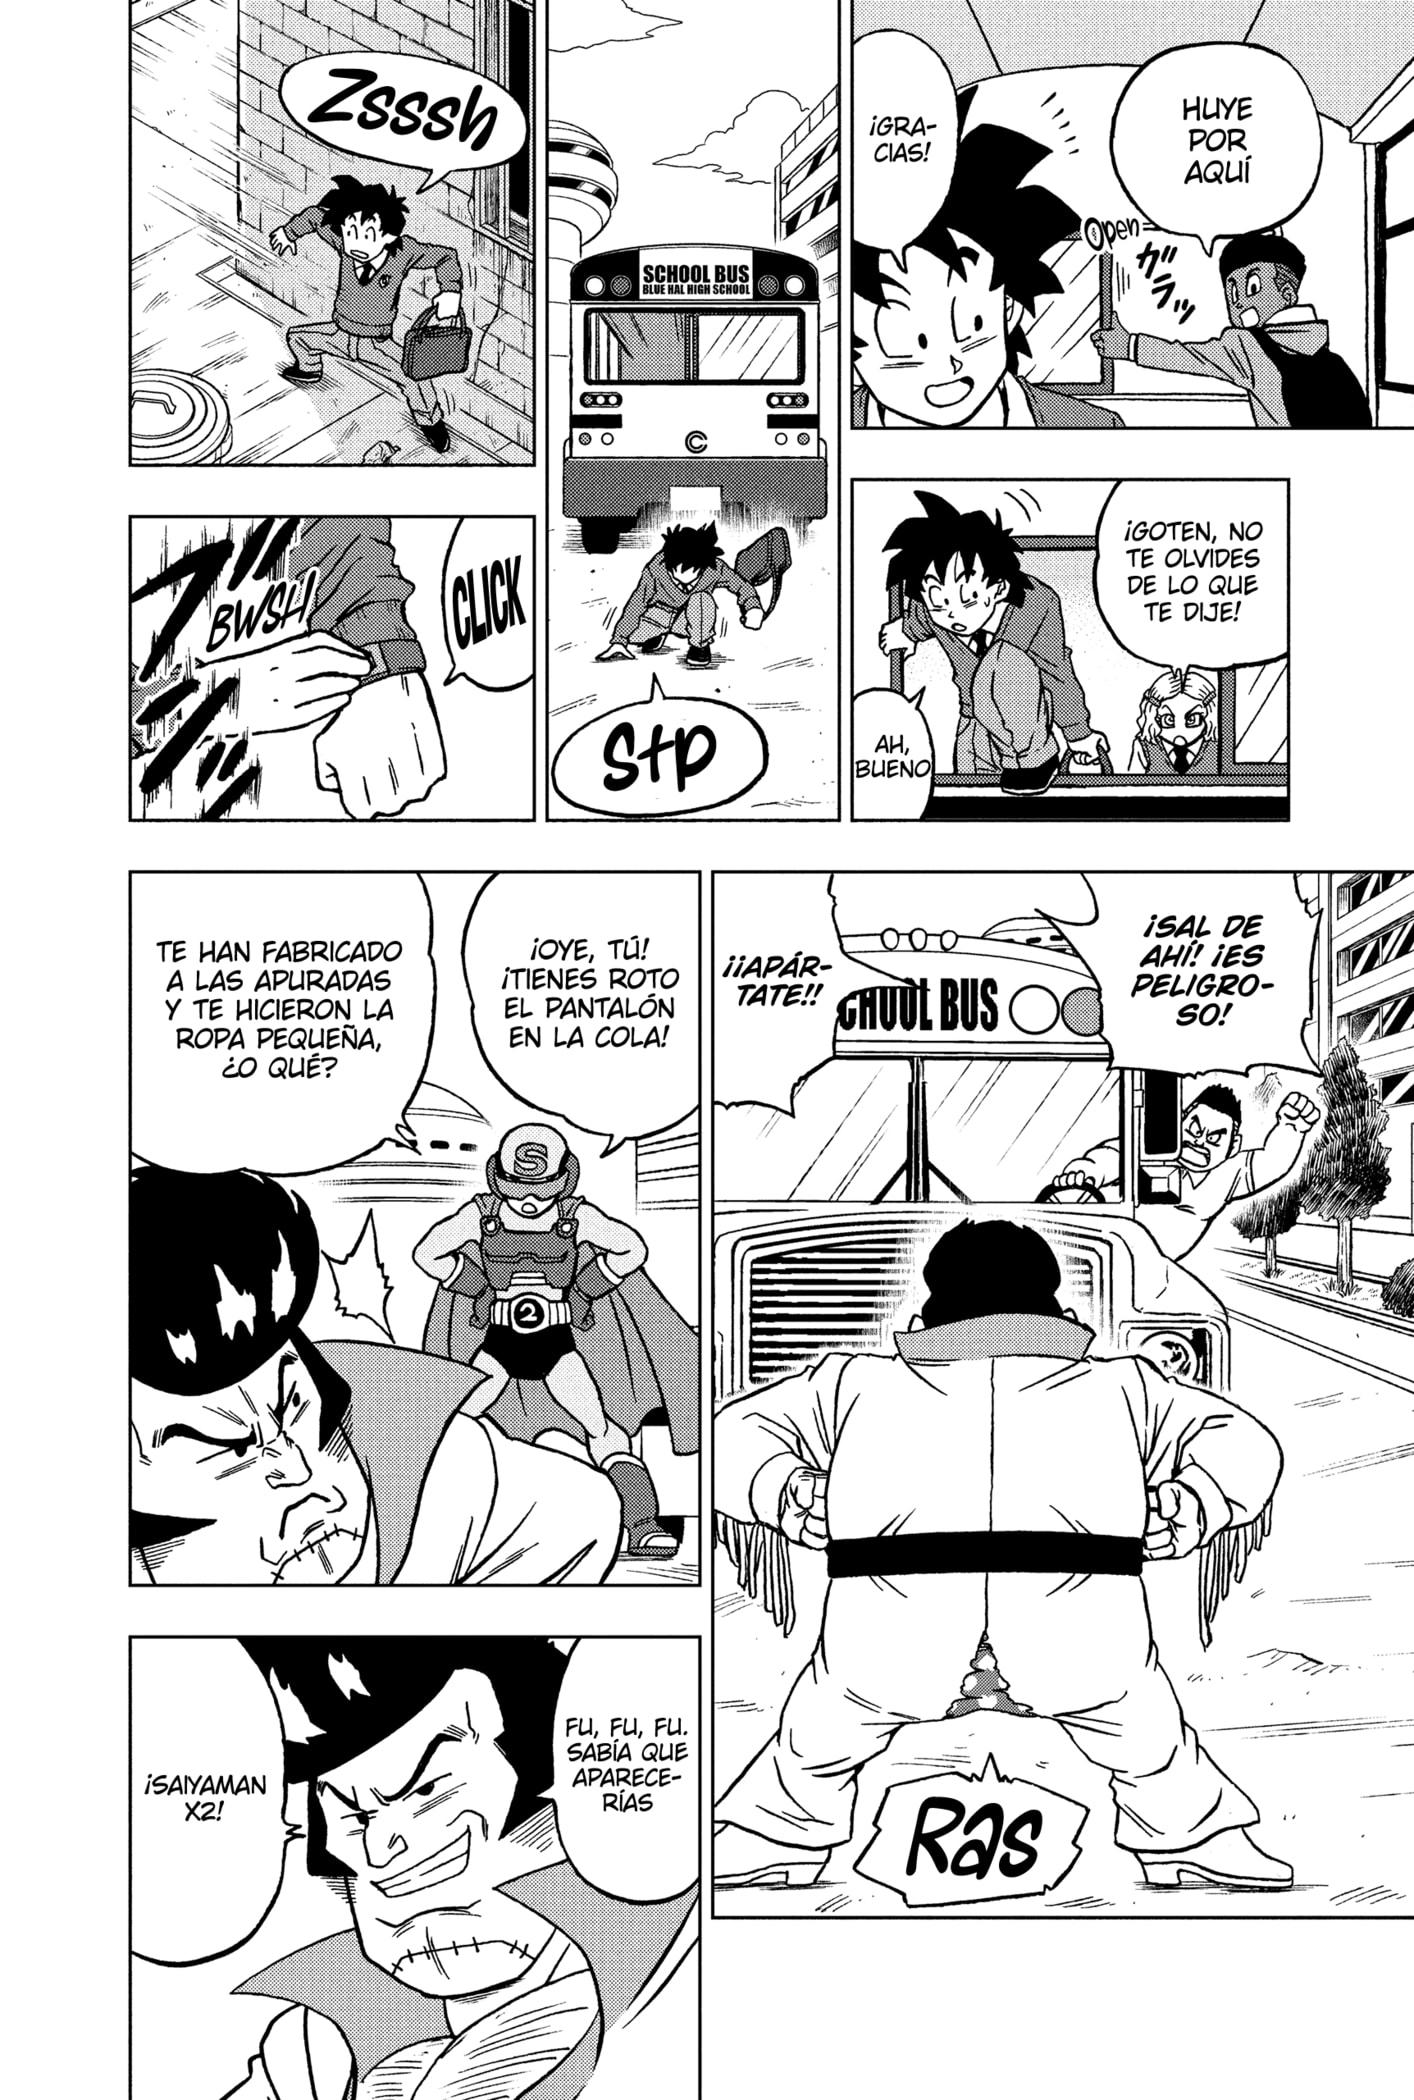 HUYE
POR
AQUÍ
Open
ガラッ
¡GRA-
CIAS!
¡GOTEN, NO
TE OLVIDES
DE LO QUE
TE DIJE!
AH,
BUENO
SCHOOL BUS
BLUE HAL HIGH SCHOOL
C
Stp
Zsssh
CLICK
BWSH
¡SAL DE
AHÍ! ¡ES
PELIGRO-
SO!
¡¡APÁR-
TATE!!
SCHOOL BUS
Ras
¡OYE, TÚ!
¡TIENES ROTO
EL PANTALÓN
EN LA COLA!
TE HAN FABRICADO
A LAS APURADAS
Y TE HICIERON LA
ROPA PEQUEÑA,
¿O QUÉ?
S
2
FU, FU, FU.
SABÍA QUE
APARECE-
RÍAS
¡SAIYAMAN
X2!